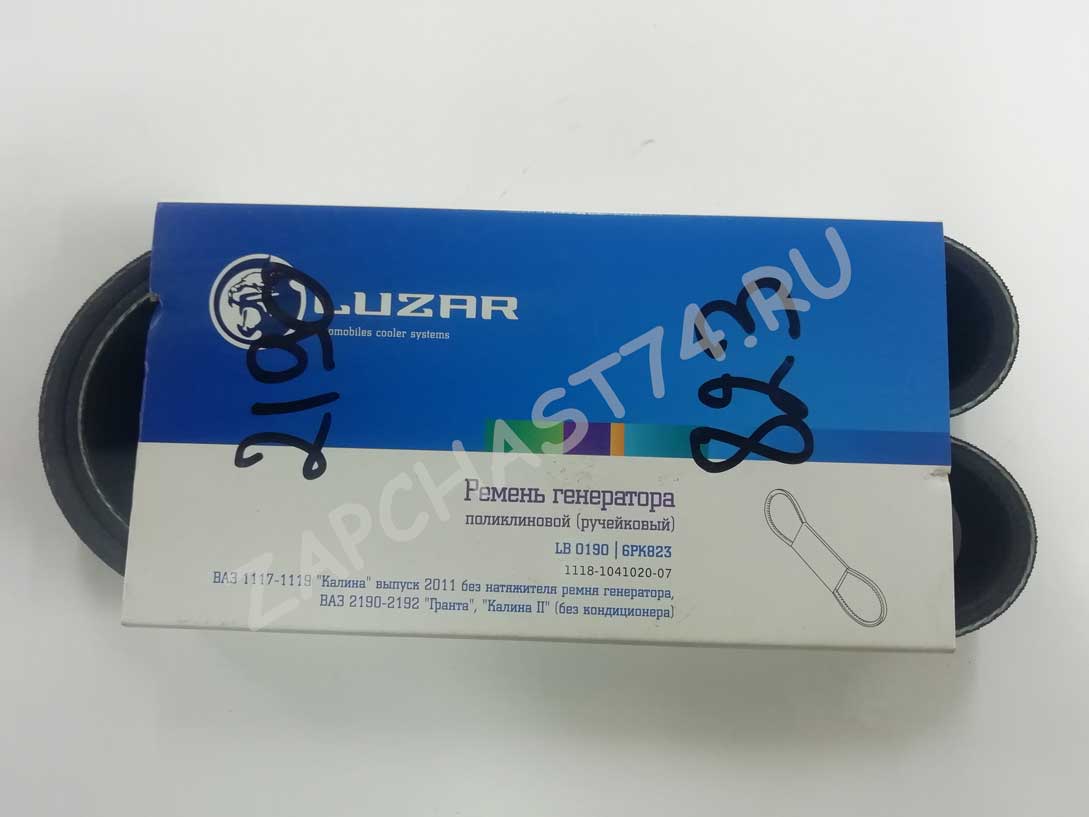 LUZAR
omobiles cooler systems
2190
823
Ремень генератора
поликлиновой (ручейковый)
LB 0190 | 6PK823
1118-1041020-07
ВАЗ 1117-1119 "Калина" выпуск 2011 без натяжителя ремня генератора,
ВАЗ 2190-2192 "Гранта", "Калина II" (без кондиционера)
ZAPCHAST74.RU